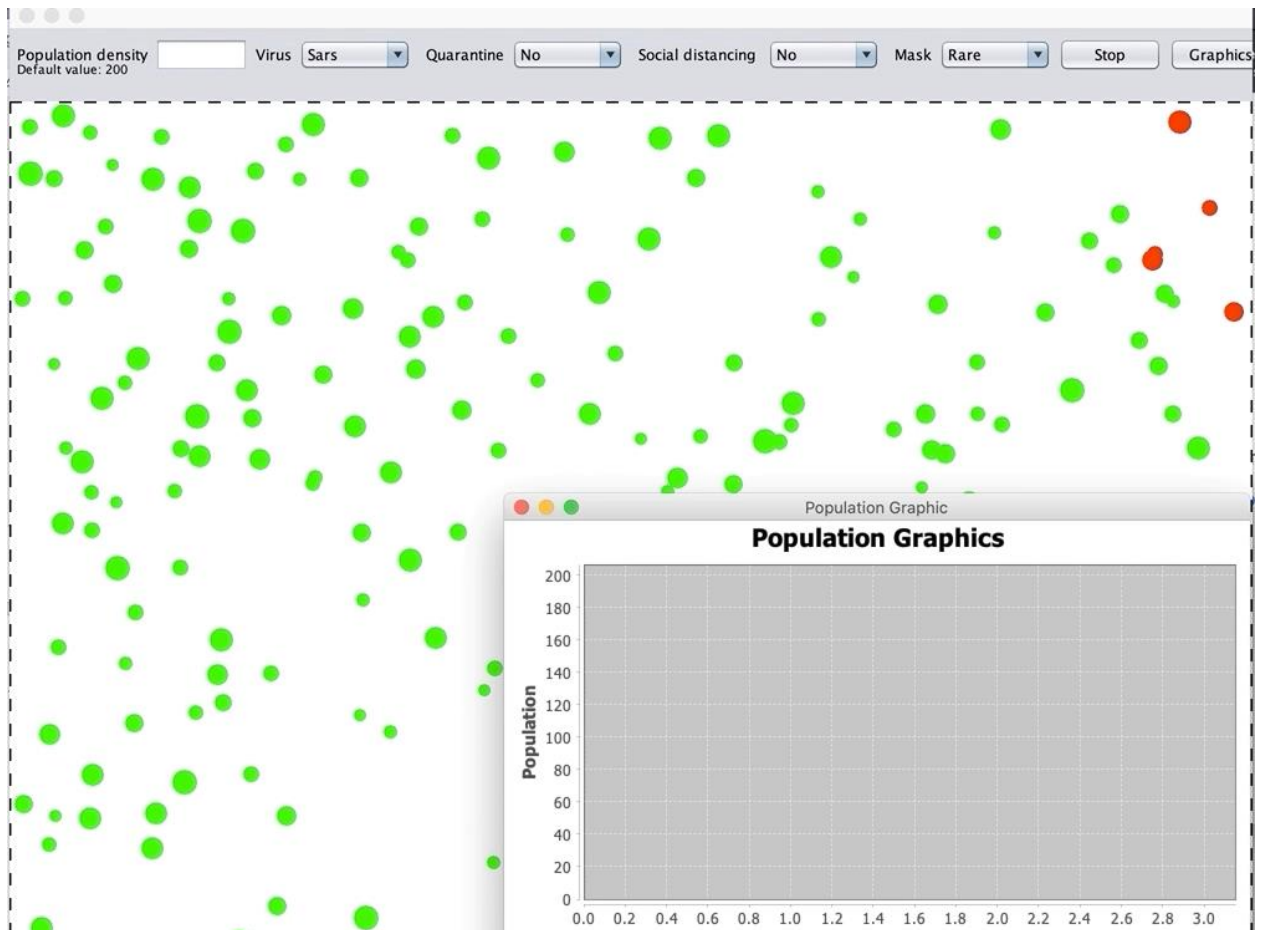 Population density Virus Sars Quarantine No Social distancing No Mask Rare Stop Graphics
Default value: 200
Population Graphic
Population Graphics
Population
200
180
160
140
120
100
80
60
40
20
0
0.0 0.2 0.4 0.6 0.8 1.0 1.2 1.4 1.6 1.8 2.0 2.2 2.4 2.6 2.8 3.0